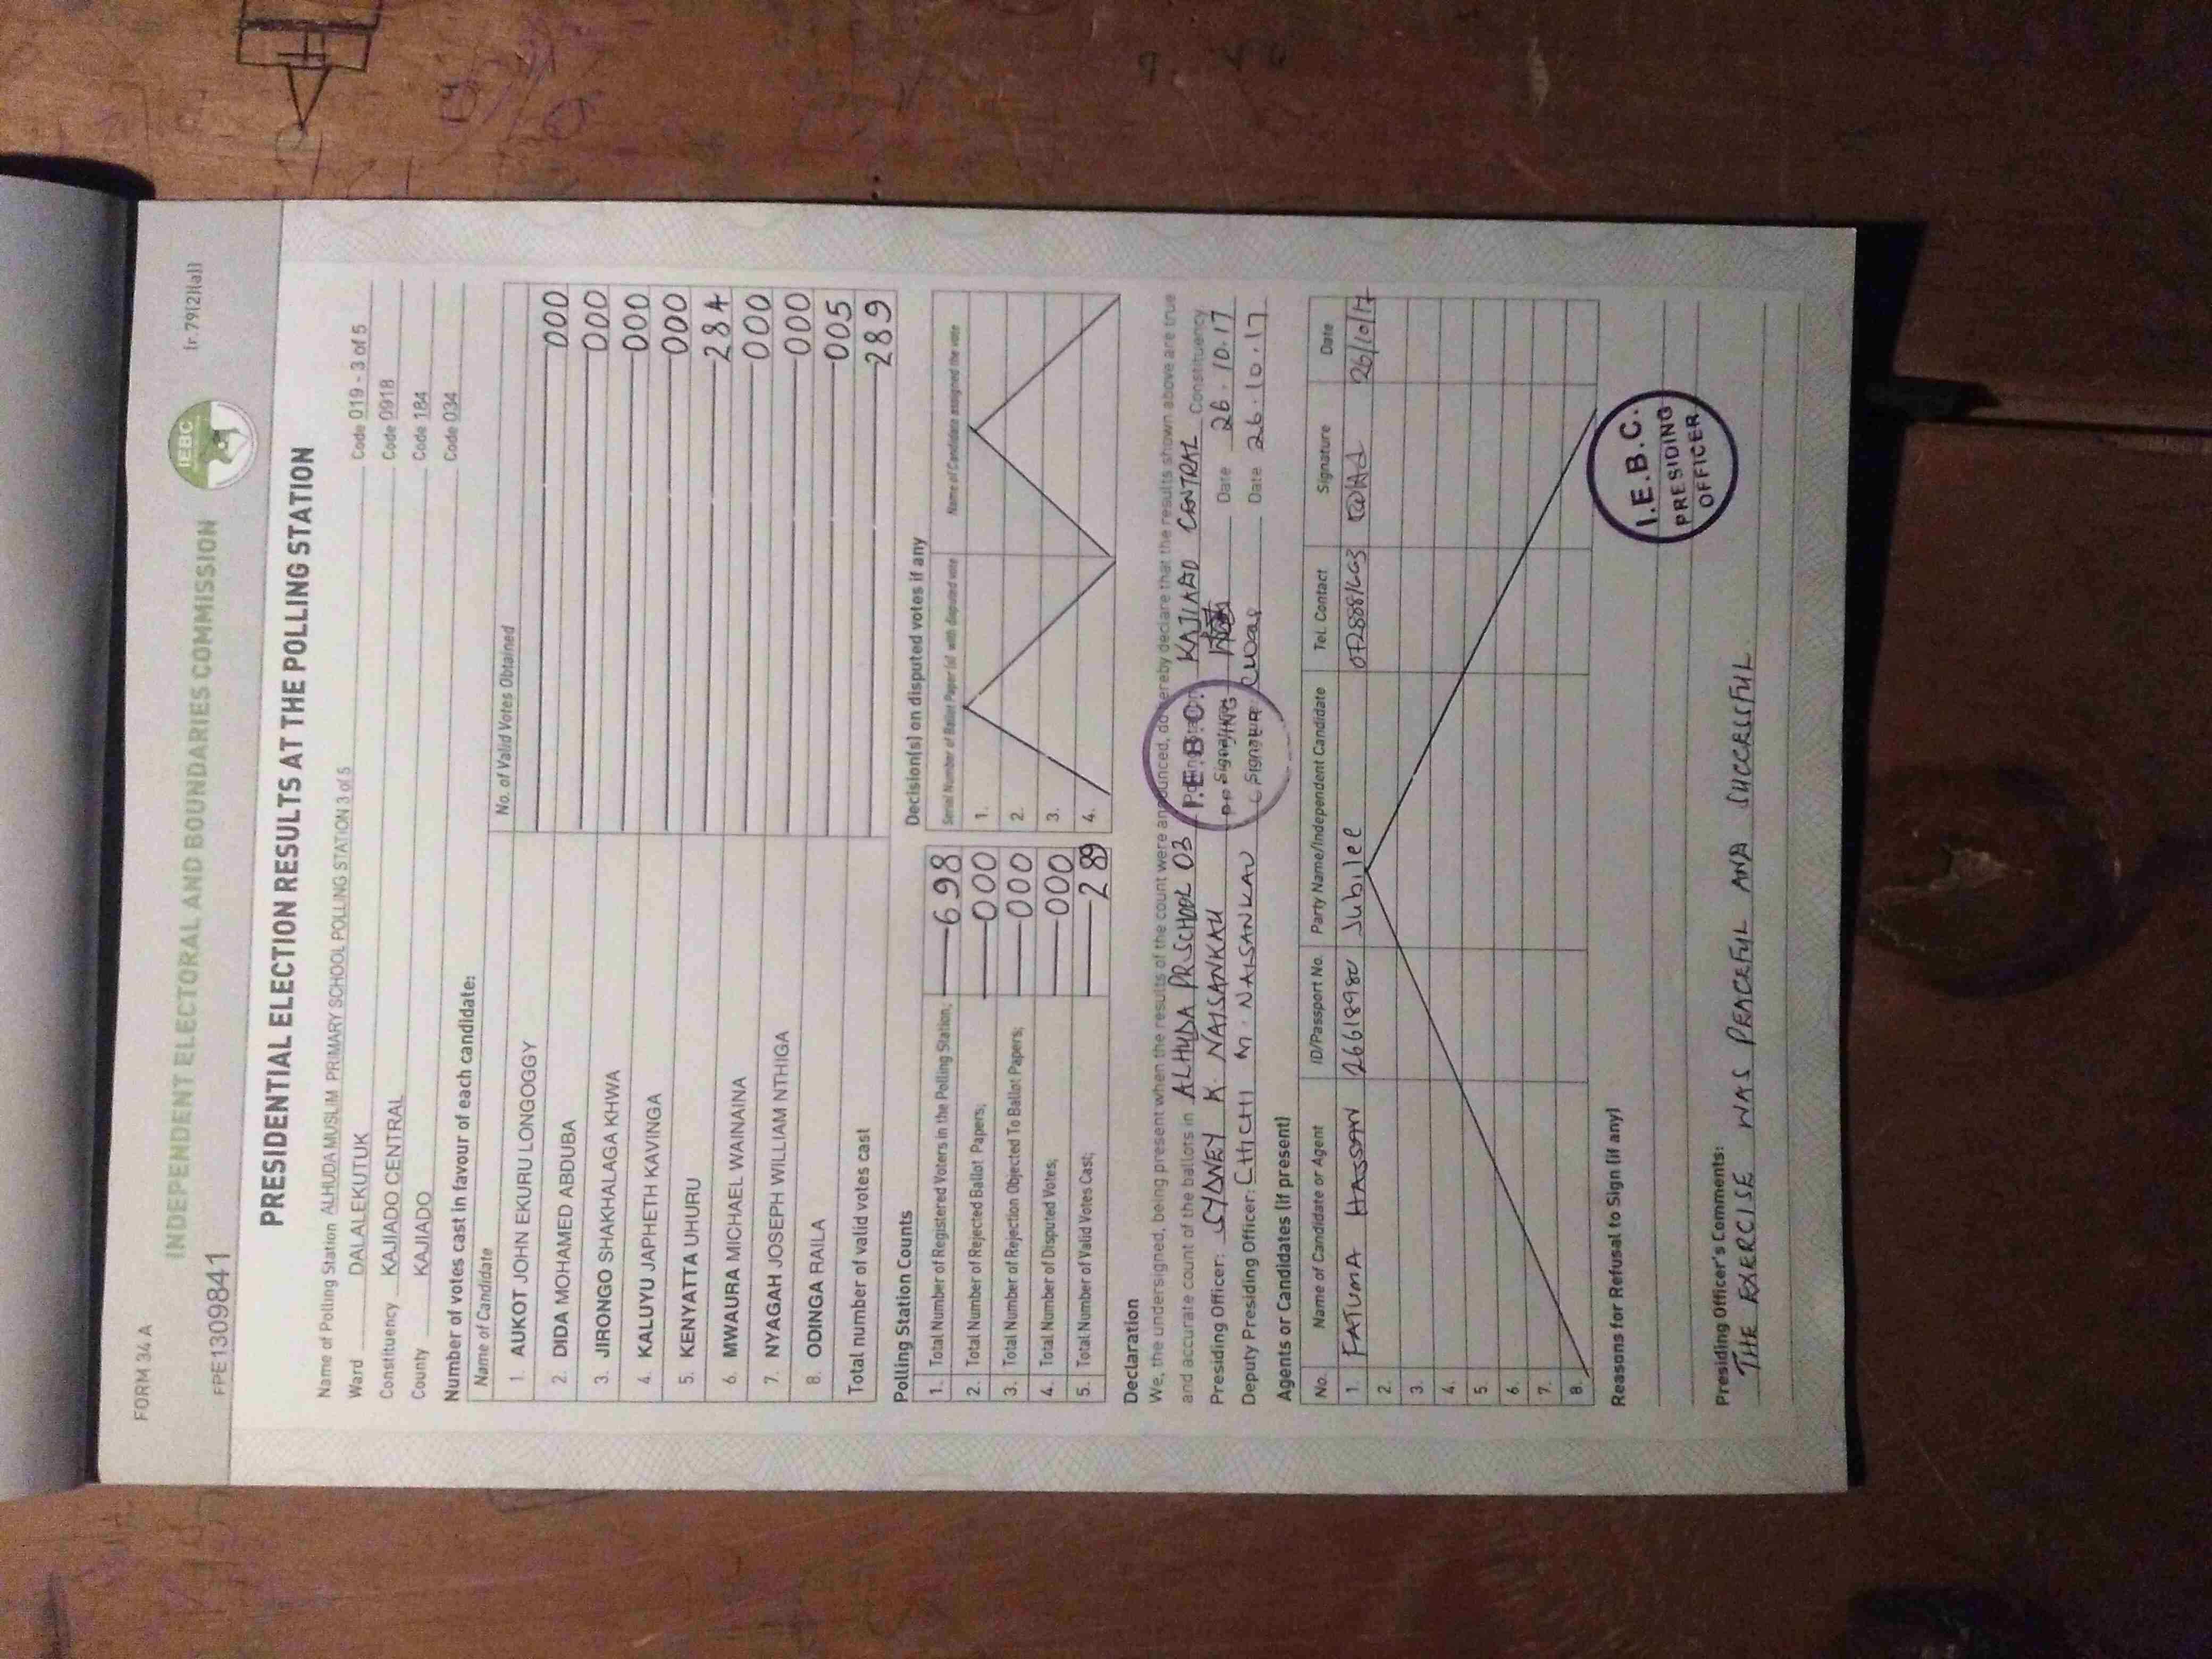 FORM 34 A
INDEPENDENT ELECTORAL AND BOUNDARIES COMMISSION
IEBC
(r.79(2)(a))
FPE1309841
PRESIDENTIAL ELECTION RESULTS AT THE POLLING STATION
Name of Polling Station ALHUDA MUSLIM PRIMARY SCHOOL POLLING STATION 3 of 5 Code 019 - 3 of 5
Ward DALALEKUTUK Code 0918
Constituency KAJIADO CENTRAL Code 184
County KAJIADO Code 034
Number of votes cast in favour of each candidate:
Name of Candidate No. of Valid Votes Obtained
1. AUKOT JOHN EKURU LONGOGGY 000
2. DIDA MOHAMED ABDUBA 000
3. JIRONGO SHAKHALAGA KHWA 000
4. KALUYU JAPHETH KAVINGA 000
5. KENYATTA UHURU 284
6. MWAURA MICHAEL WAINAINA 000
7. NYAGAH JOSEPH WILLIAM NTHIGA 000
8. ODINGA RAILA 005
Total number of valid votes cast 289
Polling Station Counts
1. Total Number of Registered Voters in the Polling Station; 698
2. Total Number of Rejected Ballot Papers; 000
3. Total Number of Rejection Objected To Ballot Papers; 000
4. Total Number of Disputed Votes; 000
5. Total Number of Valid Votes Cast; 289
Decision(s) on disputed votes if any
Serial Number of Ballot Paper (s) with disputed vote Name of Candidate assigned the vote
1.
2.
3.
4.
Declaration
We, the undersigned, being present when the results of the count were announced, do hereby declare that the results shown above are true
and accurate count of the ballots in ALHUDA PR SCHOOL 03 Polling Station KAJIADO CENTRAL Constituency
Presiding Officer: SYDNEY K. NAISANKAU Signature Date 26.10.17
Deputy Presiding Officer: CHICHI M. NAISANKAU Signature Date 26.10.17
I.E.B.C.
Agents or Candidates (if present)
No. Name of Candidate or Agent ID/Passport No. Party Name/Independent Candidate Tel. Contact Signature Date
1. FATUMA HASSAN Jubilee 26/10/17
2.
3.
4.
5
6.
7.
8.
Reasons for Refusal to Sign (if any)
I.E.B.C.
PRESIDING
OFFICER
Presiding Officer's Comments:
THE EXERCISE WAS PEACEFUL AND SUCCESSFUL.